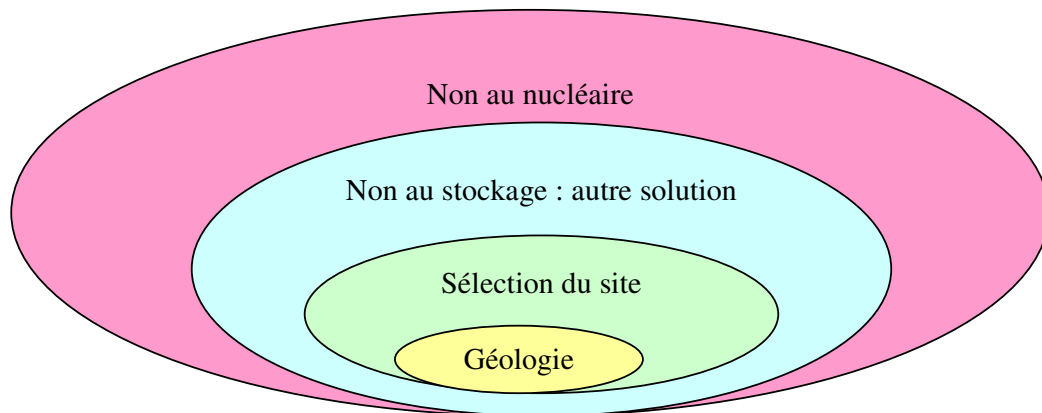 Non au nucléaire
Non au stockage : autre solution
Sélection du site
Géologie